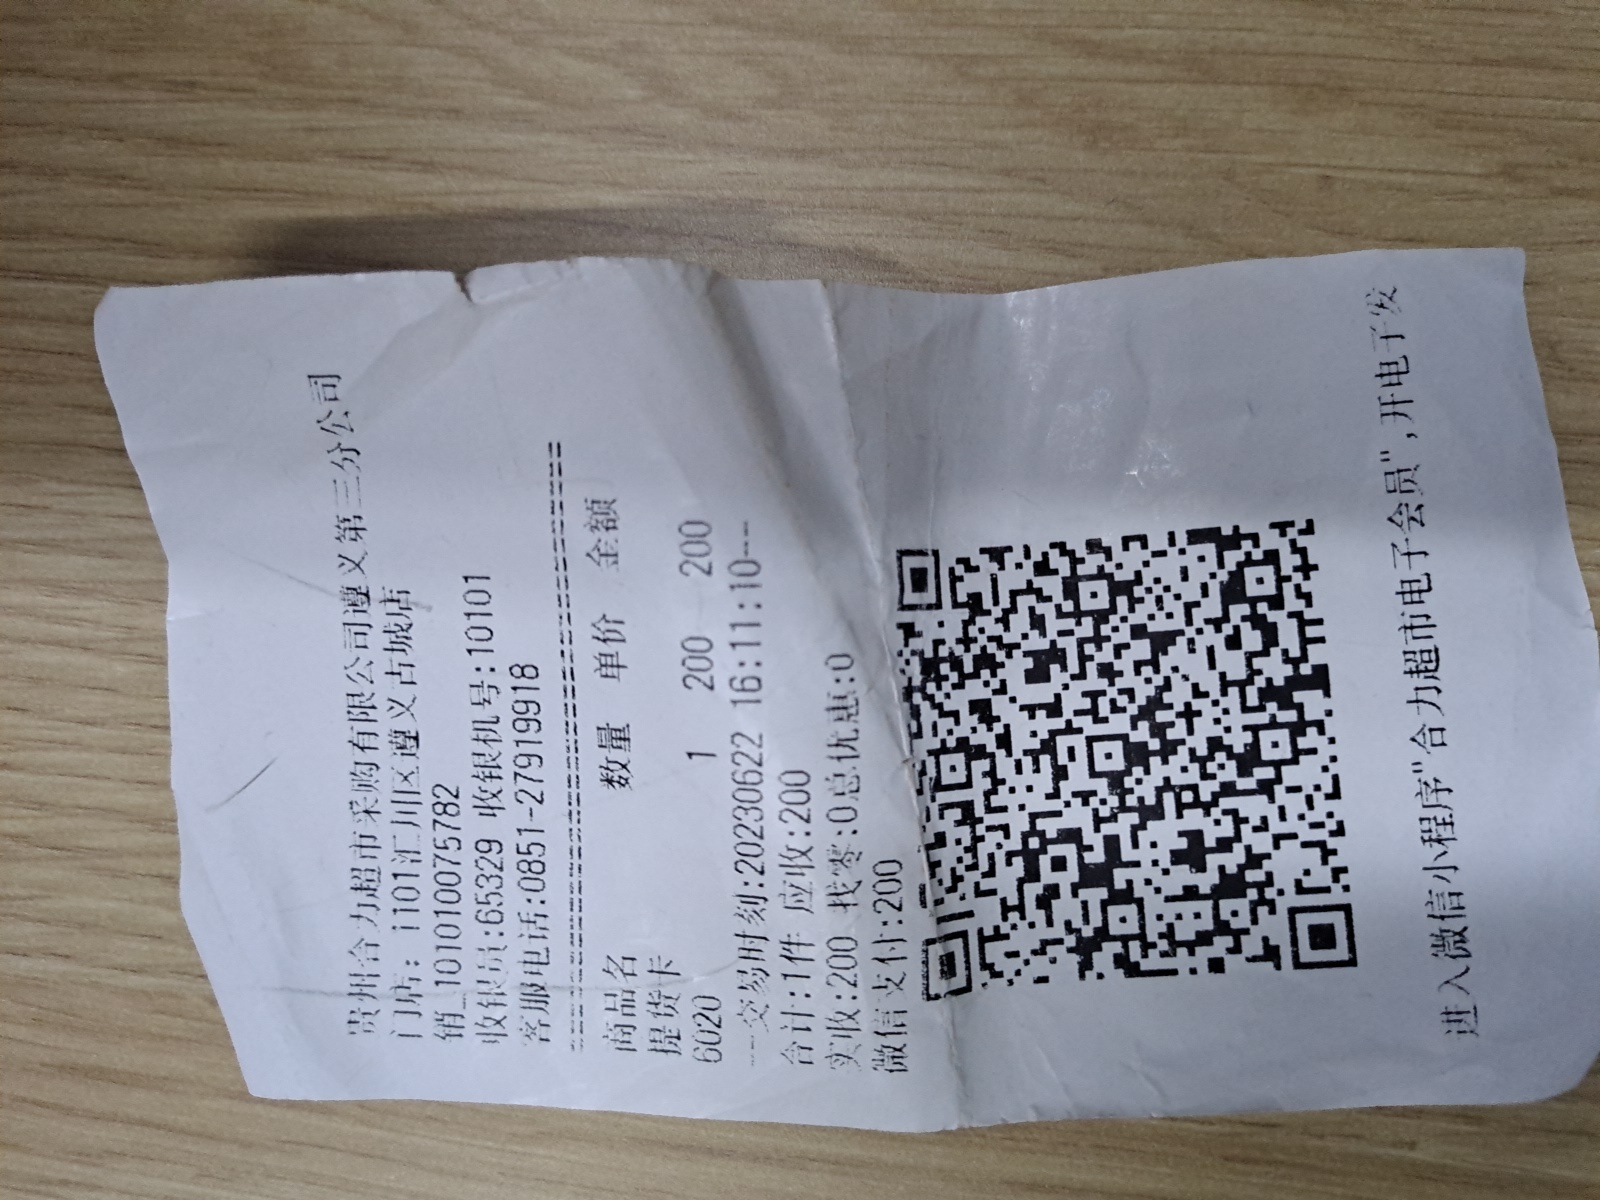 贵州合力超市采购有限公司遵义第三分公司
门店: 1101汇川区遵义古城店
销_1010100075782
收银员:65329 收银机号:10101
客服电话:0851-27919918
================================
商品名 数量 单价 金额
提货卡
6020 1 200 200
--交易时刻:20230622 16:11:10--
合计:1件 应收:200
实收:200 找零:0总优惠:0
微信支付:200
进入微信小程序"合力超市电子会员",开电子发